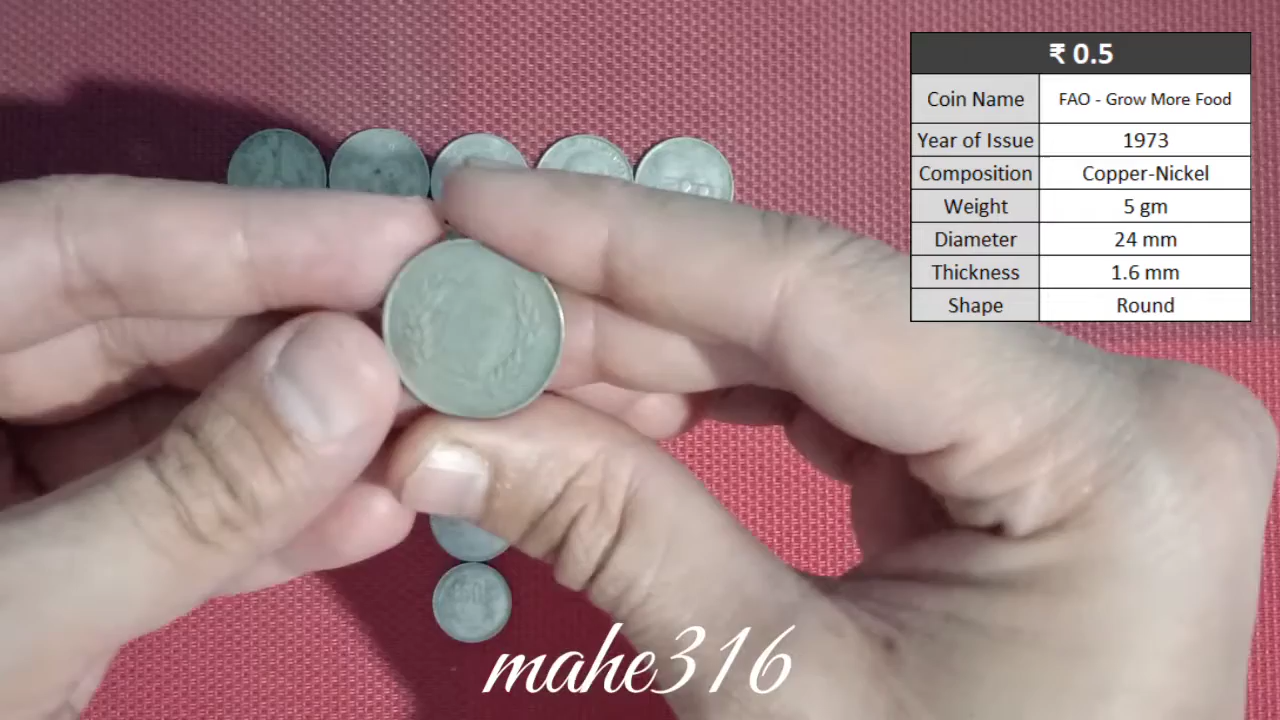 ₹ 0.5
Coin Name FAO - Grow More Food
Year of Issue 1973
Composition Copper-Nickel
Weight 5 gm
Diameter 24 mm
Thickness 1.6 mm
Shape Round
mahe316